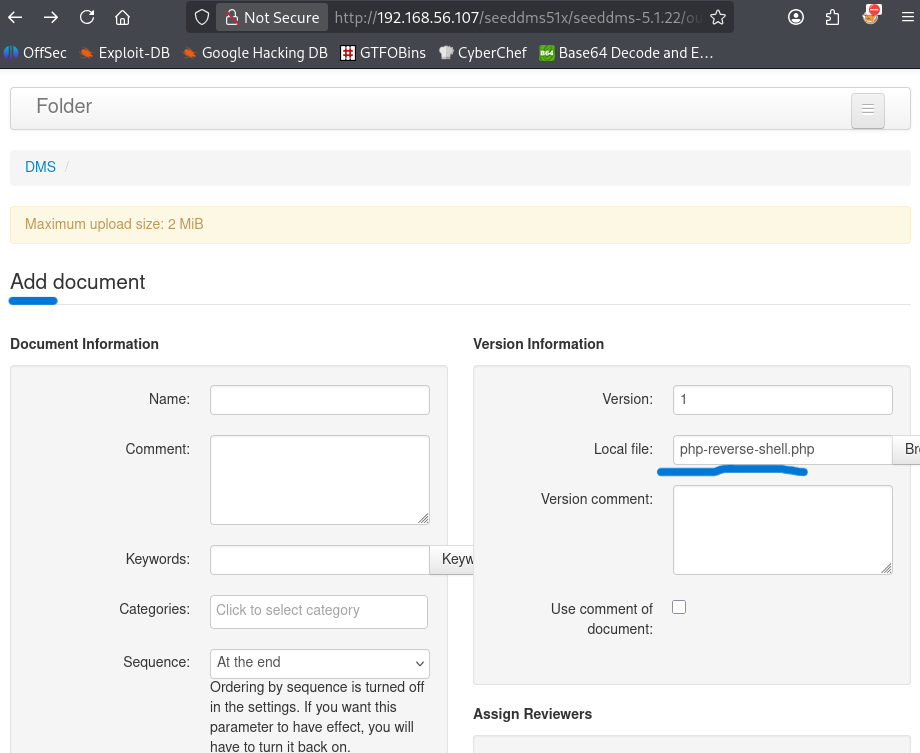 Not Secure http://192.168.56.107/seeddms51x/seeddms-5.1.22/ou
OffSec Exploit-DB Google Hacking DB GTFOBins CyberChef B64 Base64 Decode and E…
Folder
DMS /
Maximum upload size: 2 MiB
Add document
Document Information
Name:
Comment:
Keywords: Keyw
Categories: Click to select category
Sequence: At the end
Ordering by sequence is turned off
in the settings. If you want this
parameter to have effect, you will
have to turn it back on.
Version Information
Version: 1
Local file: php-reverse-shell.php Br
Version comment:
Use comment of
document:
Assign Reviewers